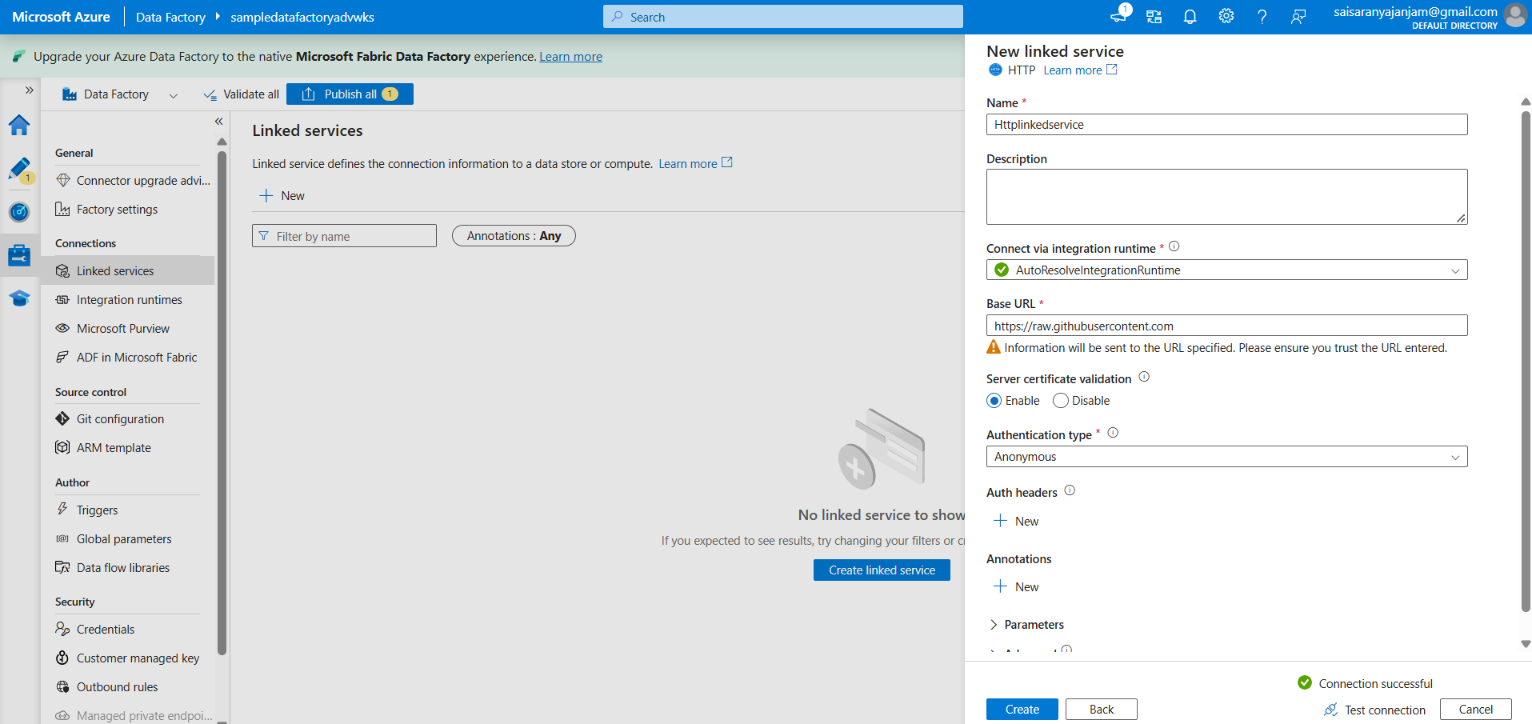 Microsoft Azure Data Factory sampledatafactoryadvwks Search 1 saisaranyajanjam@gmail.com
DEFAULT DIRECTORY
Upgrade your Azure Data Factory to the native Microsoft Fabric Data Factory experience. Learn more
Data Factory Validate all Publish all 1
1
General
Connector upgrade advi...
Factory settings
Connections
Linked services
Integration runtimes
Microsoft Purview
ADF in Microsoft Fabric
Source control
Git configuration
ARM template
Author
Triggers
Global parameters
Data flow libraries
Security
Credentials
Customer managed key
Outbound rules
Managed private endpoi...
Linked services
Linked service defines the connection information to a data store or compute. Learn more
New
Filter by name
Annotations : Any
No linked service to show
If you expected to see results, try changing your filters or c
Create linked service
New linked service
HTTP Learn more
Name *
Httplinkedservice
Description
Connect via integration runtime *
AutoResolveIntegrationRuntime
Base URL *
https://raw.githubusercontent.com
Information will be sent to the URL specified. Please ensure you trust the URL entered.
Server certificate validation
Enable Disable
Authentication type *
Anonymous
Auth headers
New
Annotations
New
Parameters
Connection successful
Create Back Test connection Cancel